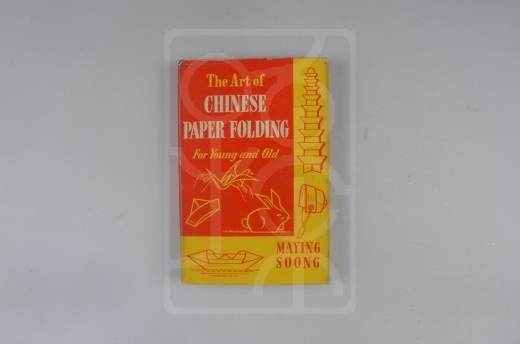 The Art of
CHINESE
PAPER FOLDING
For Young and Old
MAYING
SOONG